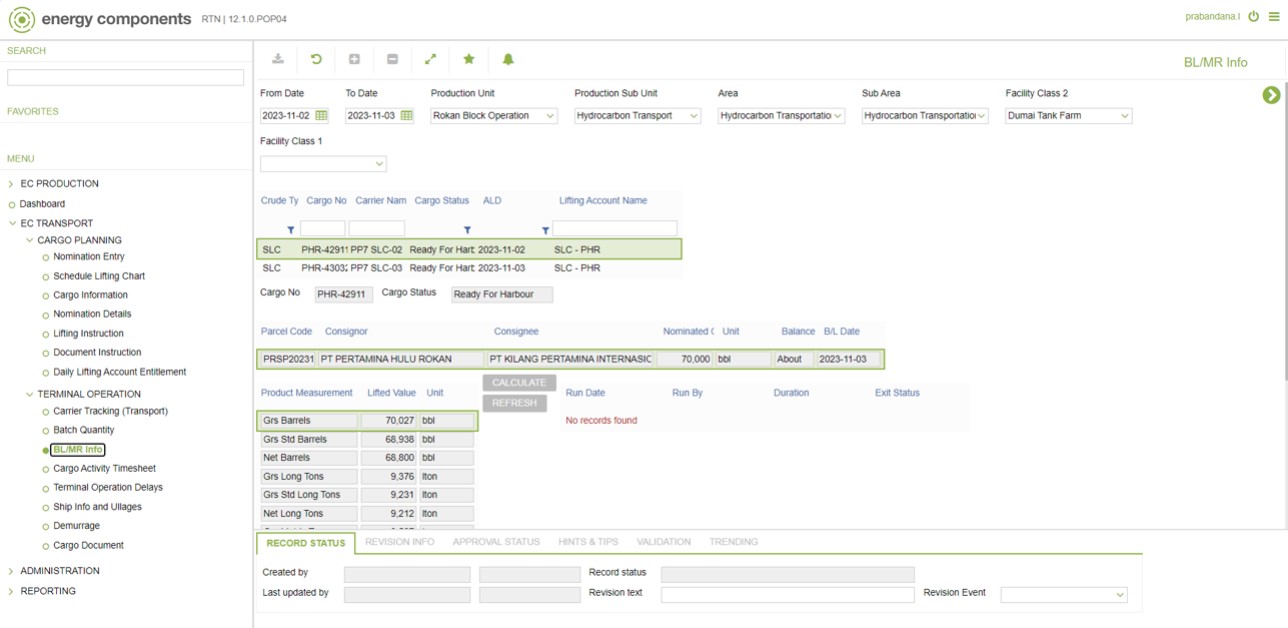 energy components RTN | 12.1.0.POP04
prabandana.l
SEARCH
FAVORITES
MENU
EC PRODUCTION
Dashboard
EC TRANSPORT
CARGO PLANNING
Nomination Entry
Schedule Lifting Chart
Cargo Information
Nomination Details
Lifting Instruction
Document Instruction
Daily Lifting Account Entitlement
TERMINAL OPERATION
Carrier Tracking (Transport)
Batch Quantity
BL/MR Info
Cargo Activity Timesheet
Terminal Operation Delays
Ship Info and Ullages
Demurrage
Cargo Document
ADMINISTRATION
REPORTING
BL/MR Info
From Date To Date Production Unit Production Sub Unit Area Sub Area Facility Class 2
2023-11-02 2023-11-03 Rokan Block Operation Hydrocarbon Transport Hydrocarbon Transportatio Hydrocarbon Transportation Dumai Tank Farm
Facility Class 1
Crude Ty Cargo No Carrier Nam Cargo Status ALD Lifting Account Name
SLC PHR-42911 PP7 SLC-02 Ready For Hart 2023-11-02 SLC - PHR
SLC PHR-4303 PP7 SLC-03 Ready For Hart 2023-11-03 SLC - PHR
Cargo No PHR-42911 Cargo Status Ready For Harbour
Parcel Code Consignor Consignee Nominated Unit Balance B/L Date
PRSP20231 PT PERTAMINA HULU ROKAN PT KILANG PERTAMINA INTERNASIC 70,000 bbl About 2023-11-03
Product Measurement Lifted Value Unit
Grs Barrels 70,027 bbl
Grs Std Barrels 68,938 bbl
Net Barrels 68,800 bbl
Grs Long Tons 9,376 lton
Grs Std Long Tons 9,231 lton
Net Long Tons 9,212 lton
CALCULATE
REFRESH
Run Date Run By Duration Exit Status
No records found
RECORD STATUS REVISION INFO APPROVAL STATUS HINTS & TIPS VALIDATION TRENDING
Created by Record status
Last updated by Revision text Revision Event